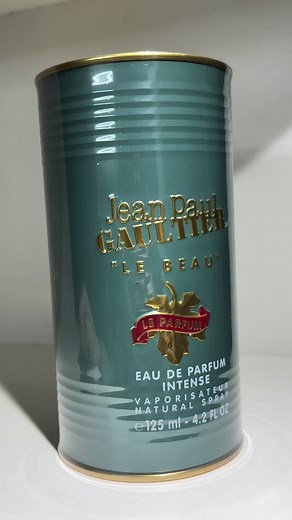 Jean Paul
GAULTIER
"LE BEAU"
LE PARFUM
EAU DE PARFUM
INTENSE
VAPORISATEUR
NATURAL SPRAY
℮125 ml - 4.2 FL OZ